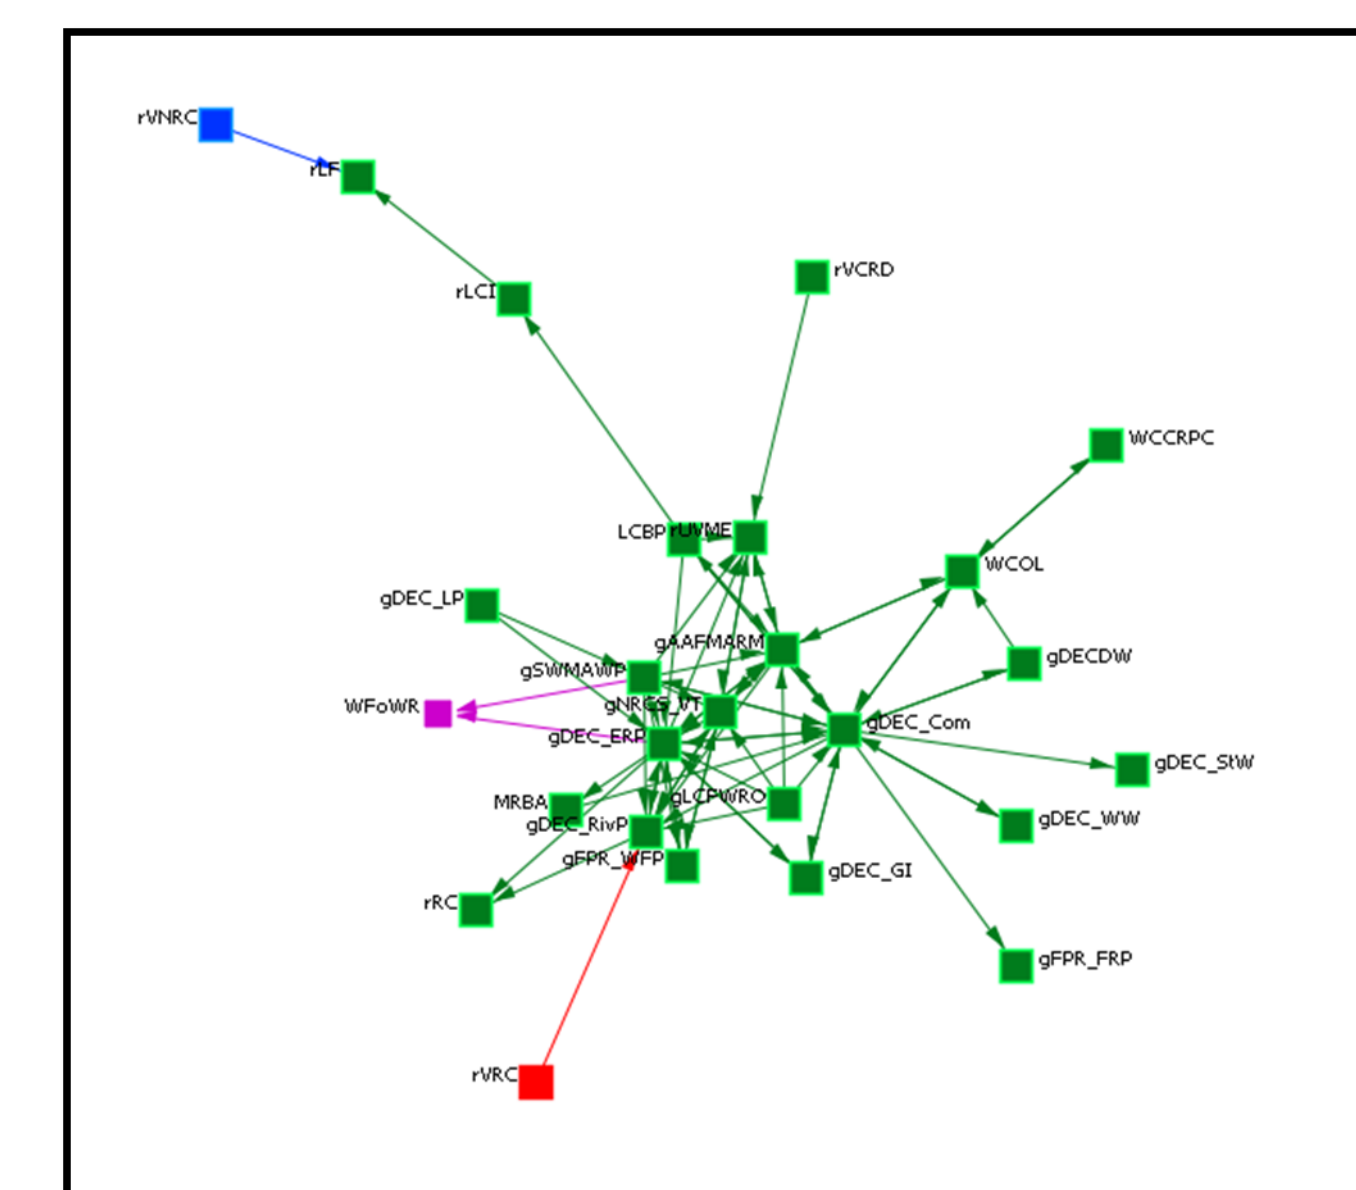 rVNRC
rLF
rVCRD
rLCI
WCCRPC
LCBP
rUVME
WCOL
gDEC_LP
gAAFMARM
gDECDW
gSWMAWP
gNRCS_VT
WFoWR
gDEC_Com
gDEC_ERP
gDEC_StW
gLCPWRO
MRBA
gDEC_WW
gDEC_RivP
gFPR_WFP
gDEC_GI
rRC
gFPR_FRP
rVRC